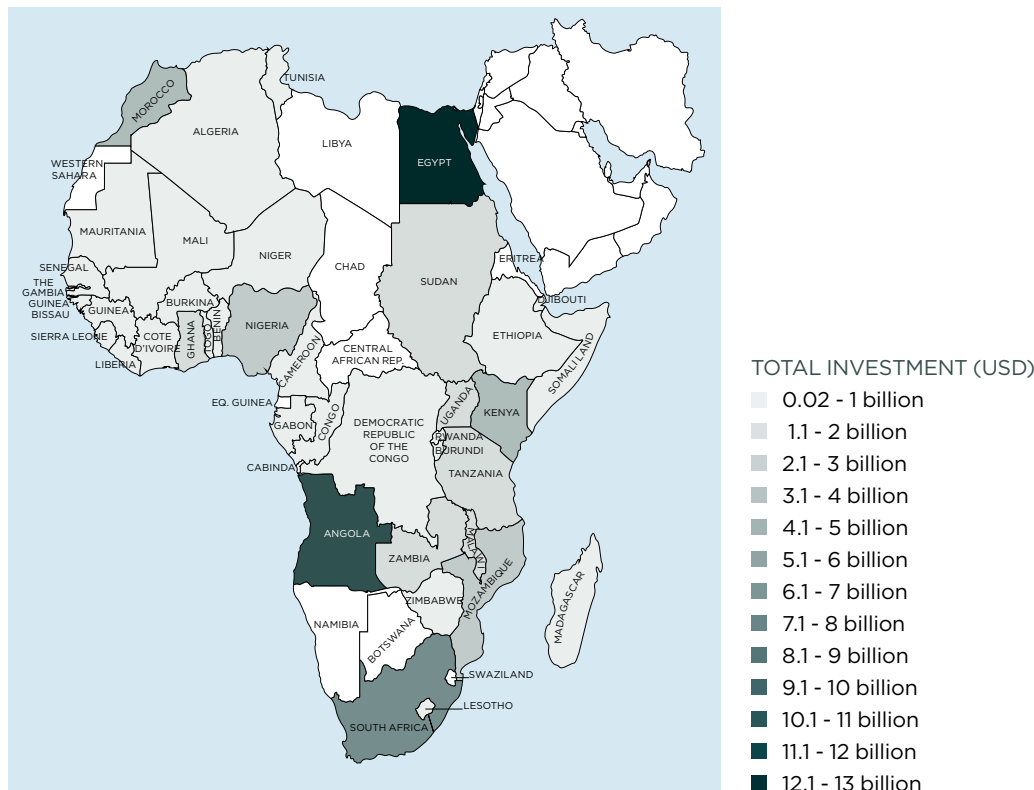 TUNISIA
MOROCCO
ALGERIA
LIBYA
EGYPT
WESTERN
SAHARA
MAURITANIA
MALI
NIGER
CHAD
SUDAN
ERITREA
SENEGAL
THE
GAMBIA
GUINEA
BISSAU
GUINEA
BURKINA
NIGERIA
DJIBOUTI
SIERRA LEONE
COTE
D'IVOIRE
GHANA
TOGO
BENIN
ETHIOPIA
LIBERIA
CAMEROON
CENTRAL
AFRICAN REP.
SOMALILAND
EQ. GUINEA
GABON
CONGO
DEMOCRATIC
REPUBLIC
OF THE
CONGO
UGANDA
KENYA
RWANDA
BURUNDI
CABINDA
TANZANIA
ANGOLA
ZAMBIA
MALAWI
MOZAMBIQUE
ZIMBABWE
MADAGASCAR
NAMIBIA
BOTSWANA
SWAZILAND
LESOTHO
SOUTH AFRICA
TOTAL INVESTMENT (USD)
0.02 - 1 billion
1.1 - 2 billion
2.1 - 3 billion
3.1 - 4 billion
4.1 - 5 billion
5.1 - 6 billion
6.1 - 7 billion
7.1 - 8 billion
8.1 - 9 billion
9.1 - 10 billion
10.1 - 11 billion
11.1 - 12 billion
12.1 - 13 billion